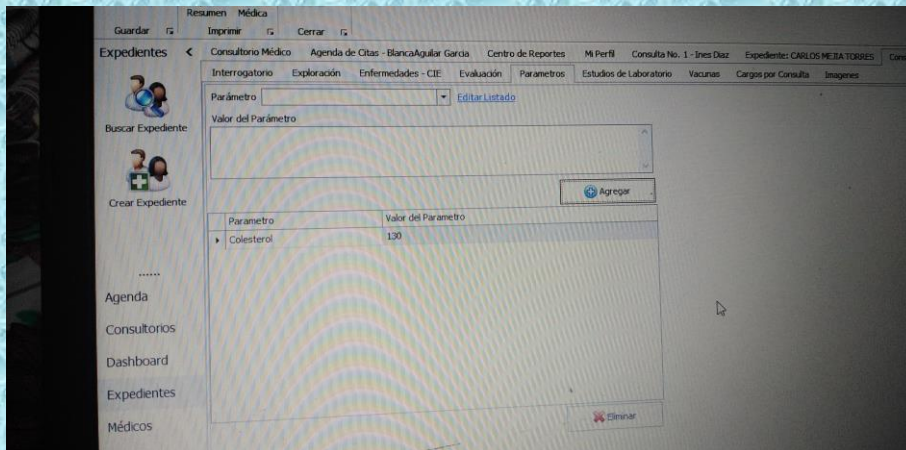 Resumen Médica
Guardar Imprimir Cerrar
Expedientes
Buscar Expediente
Crear Expediente
Agenda
Consultorios
Dashboard
Expedientes
Médicos
Consultorio Médico Agenda de Citas - BlancaAguilar Garcia Centro de Reportes Mi Perfil Consulta No. 1 - Ines Diaz Expediente: CARLOS MEJIA TORRES
Interrogatorio Exploración Enfermedades - CIE Evaluación Parametros Estudios de Laboratorio Vacunas Cargos por Consulta Imagenes
Parámetro Editar Listado
Valor del Parámetro
Agregar
Parametro Valor del Parametro
Colesterol 130
Eliminar